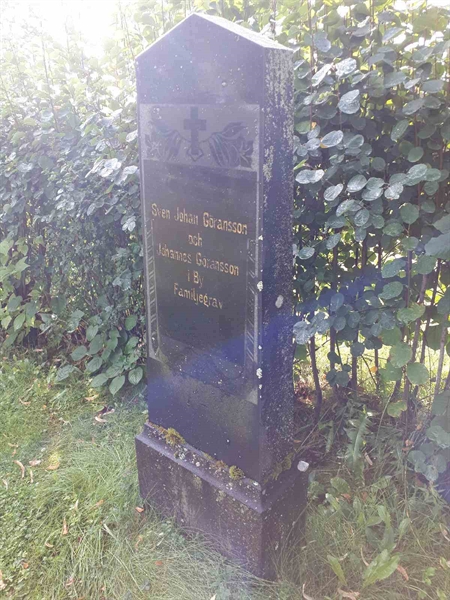 Sven Johan Göransson
och
Johannes Göransson
i By
Familjegrav